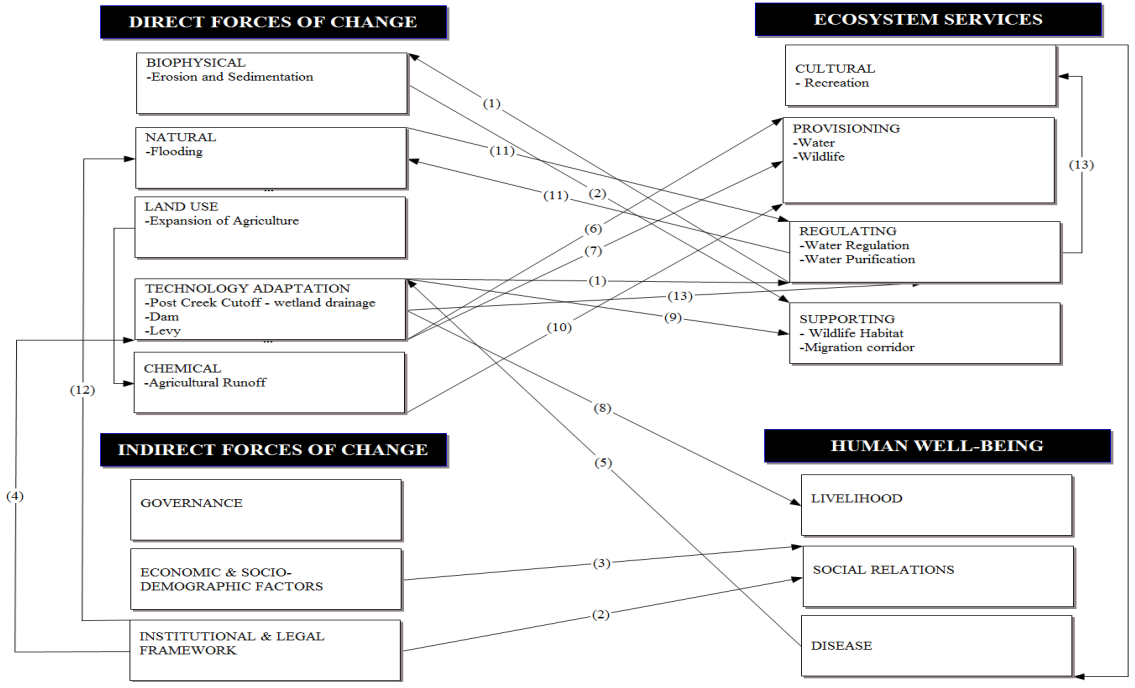 DIRECT FORCES OF CHANGE
BIOPHYSICAL
-Erosion and Sedimentation
NATURAL
-Flooding
...
LAND USE
-Expansion of Agriculture
TECHNOLOGY ADAPTATION
-Post Creek Cutoff - wetland drainage
-Dam
-Levy
...
CHEMICAL
-Agricultural Runoff
INDIRECT FORCES OF CHANGE
GOVERNANCE
ECONOMIC & SOCIO-
DEMOGRAPHIC FACTORS
INSTITUTIONAL & LEGAL
FRAMEWORK
(12)
(4)
(1)
(11)
(2)
(11)
(6)
(7)
(1)
(13)
(9)
(10)
(8)
(5)
(3)
(2)
ECOSYSTEM SERVICES
CULTURAL
- Recreation
PROVISIONING
-Water
-Wildlife
(13)
REGULATING
-Water Regulation
-Water Purification
SUPPORTING
- Wildlife Habitat
-Migration corridor
HUMAN WELL-BEING
LIVELIHOOD
SOCIAL RELATIONS
DISEASE